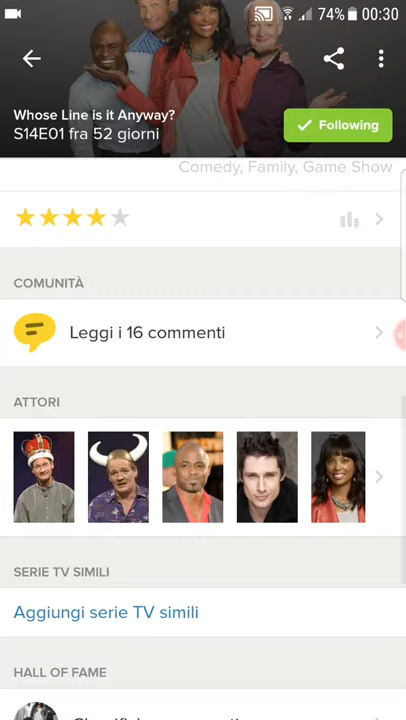 74% 00:30
Whose Line is it Anyway?
S14E01 fra 52 giorni
Following
Comedy, Family, Game Show
COMUNITÀ
Leggi i 16 commenti
ATTORI
SERIE TV SIMILI
Aggiungi serie TV simili
HALL OF FAME